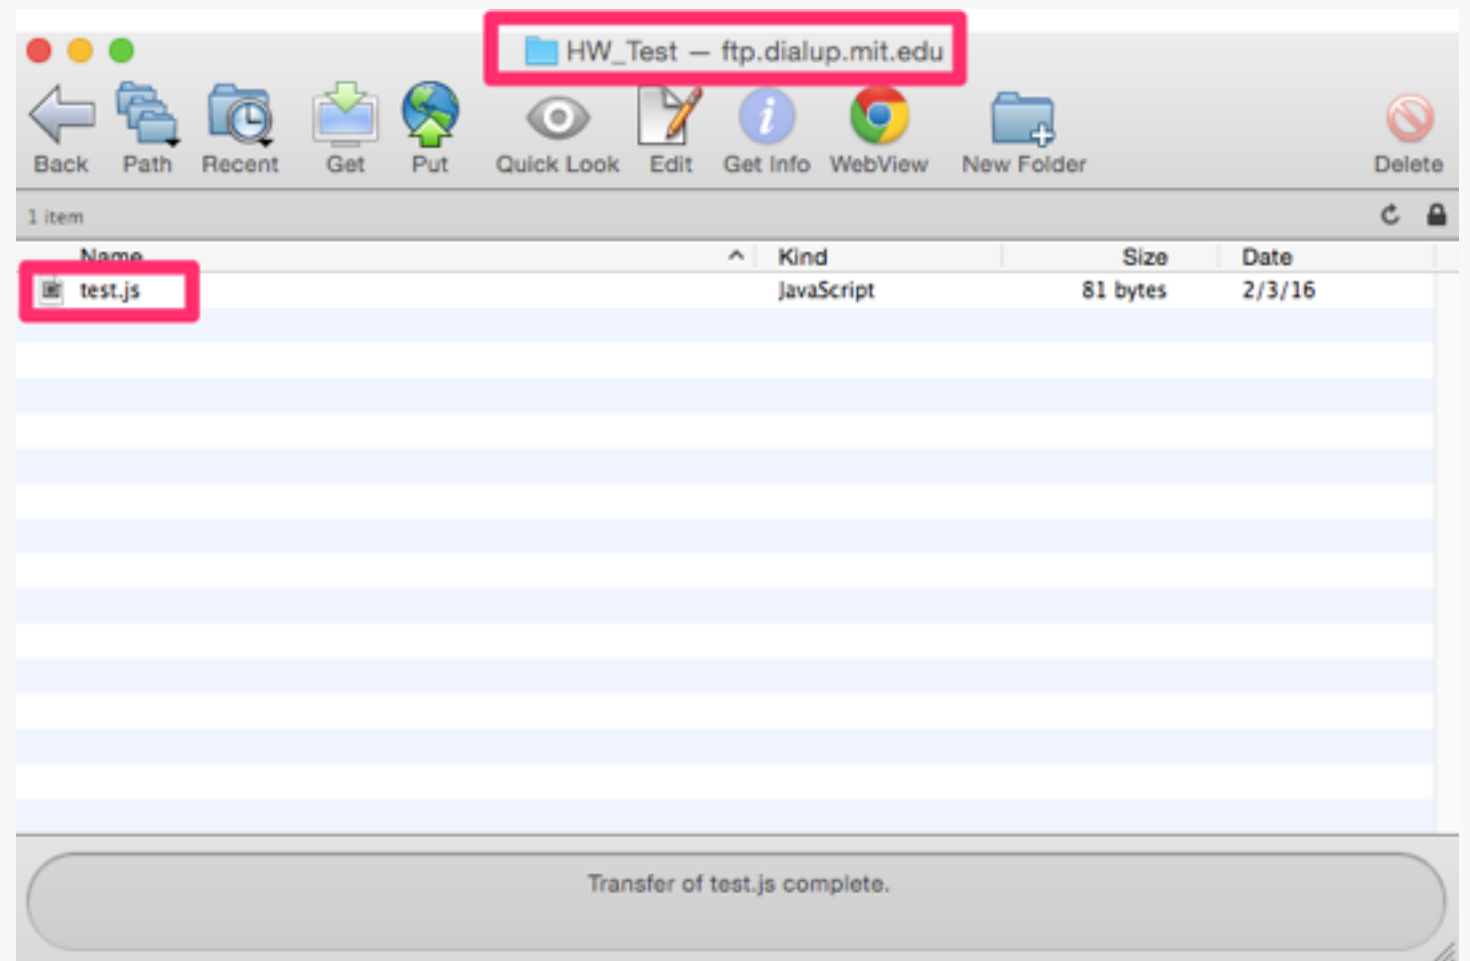 HW_Test — ftp.dialup.mit.edu
Back Path Recent Get Put Quick Look Edit Get Info WebView New Folder Delete
1 item
Name Kind Size Date
test.js JavaScript 81 bytes 2/3/16
Transfer of test.js complete.